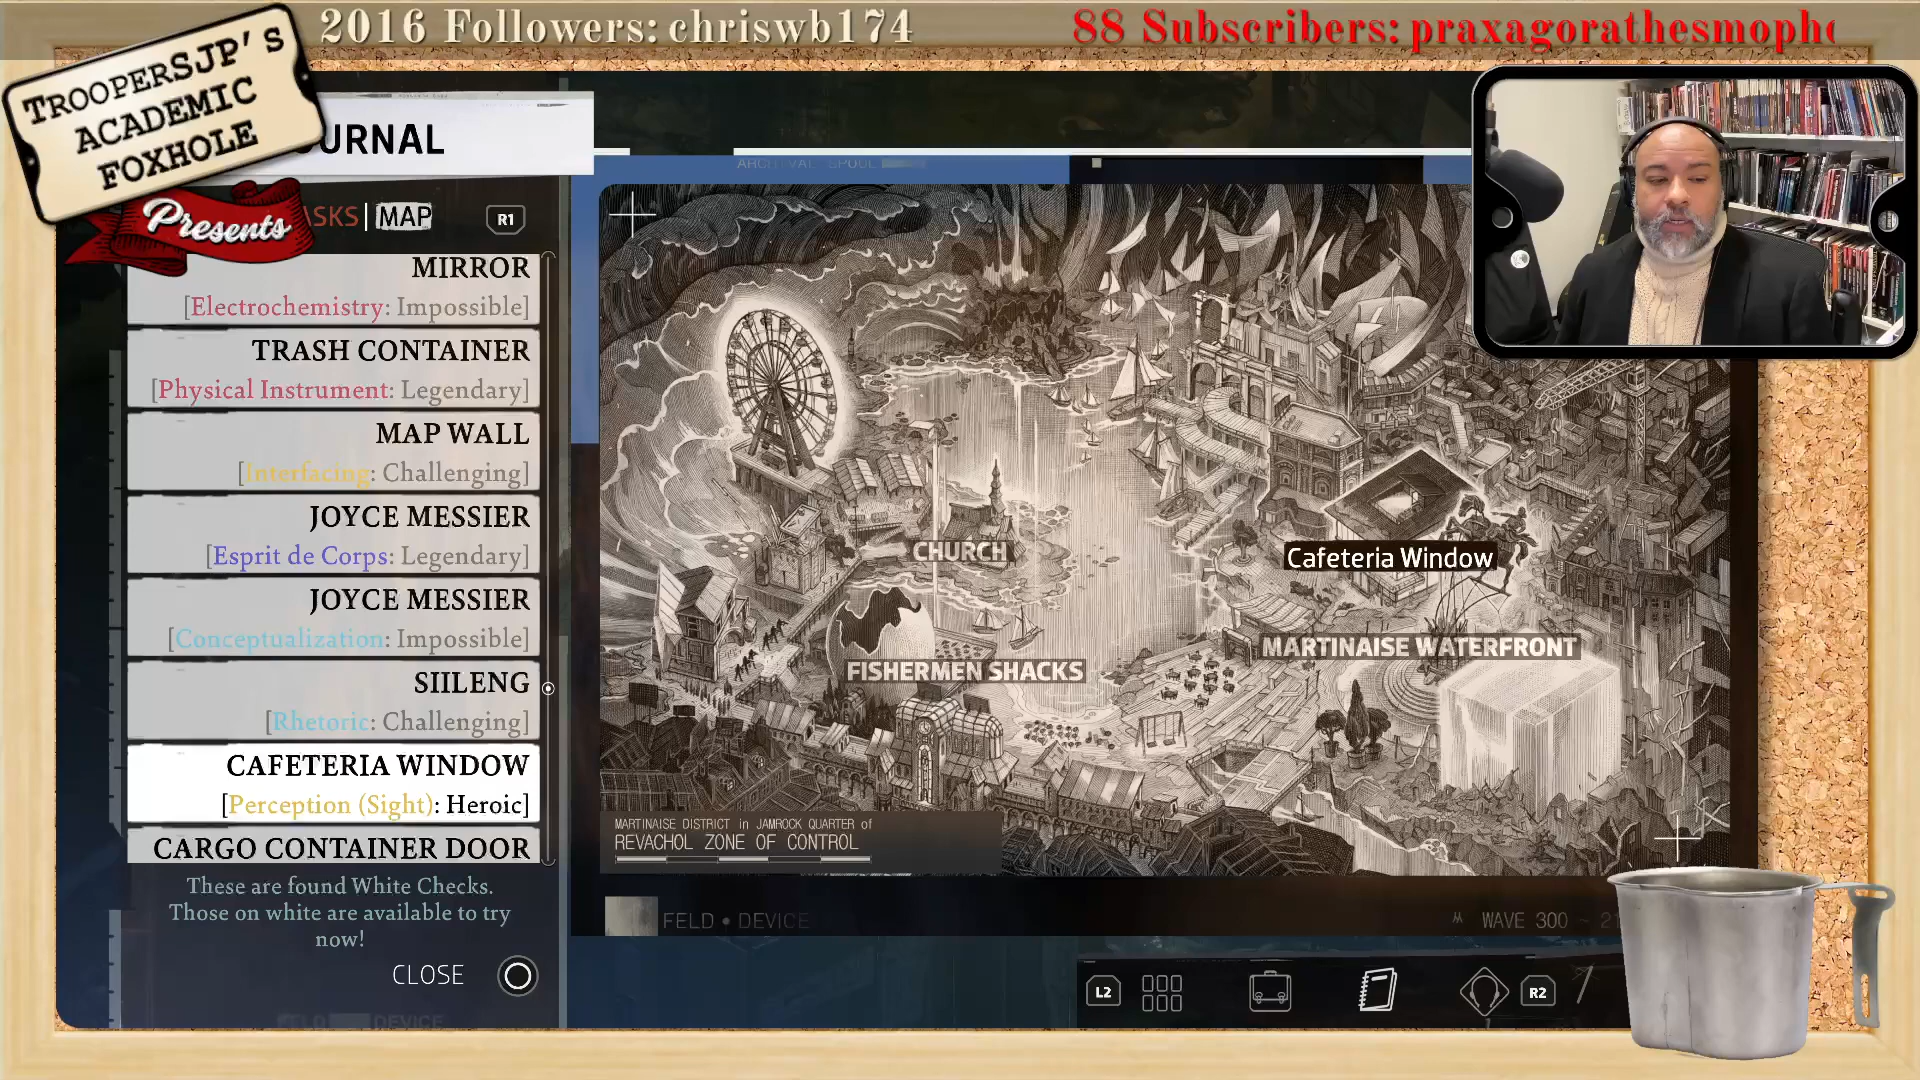 2016 Followers: chriswb174
88 Subscribers: praxagorathesmopho
TROOPERSJP'S
ACADEMIC
FOXHOLE
Presents
URNAL
ASKS | MAP
R1
MIRROR
[Electrochemistry: Impossible]
TRASH CONTAINER
[Physical Instrument: Legendary]
MAP WALL
[Interfacing: Challenging]
JOYCE MESSIER
[Esprit de Corps: Legendary]
JOYCE MESSIER
[Conceptualization: Impossible]
SIILENG
[Rhetoric: Challenging]
CAFETERIA WINDOW
[Perception (Sight): Heroic]
CARGO CONTAINER DOOR
These are found White Checks.
Those on white are available to try
now!
CLOSE
CHURCH
Cafeteria Window
FISHERMEN SHACKS
MARTINAISE WATERFRONT
MARTINAISE DISTRICT in JAMROCK QUARTER of
REVACHOL ZONE OF CONTROL
FELD • DEVICE
WAVE 300 ~ 21
L2
R2